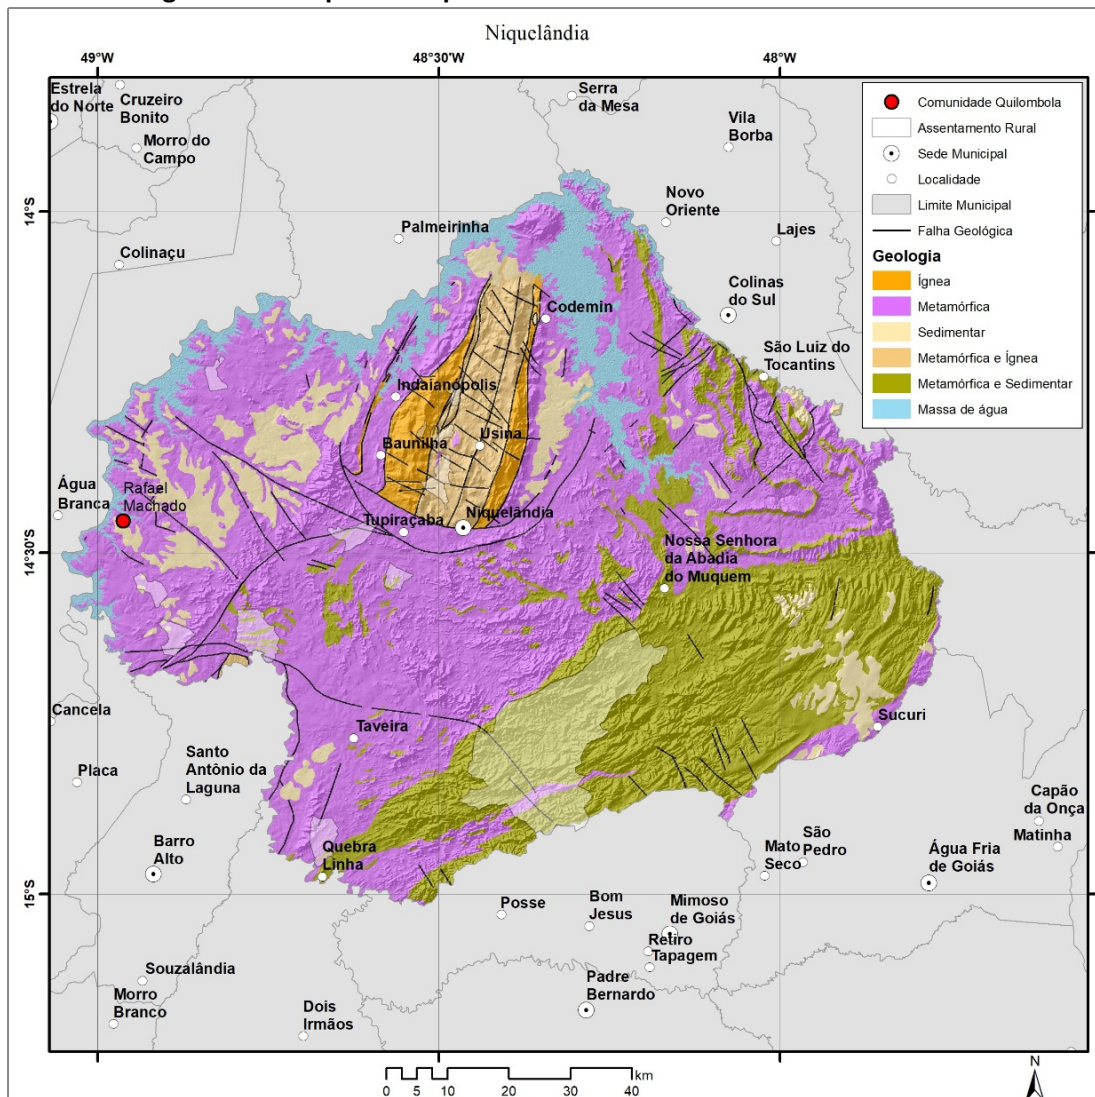 Niquelândia
49°W
48°30'W
48°W
Estrela
do Norte
Cruzeiro
Bonito
Morro do
Campo
Serra
da Mesa
Vila
Borba
Comunidade Quilombola
Assentamento Rural
Sede Municipal
Localidade
Limite Municipal
Falha Geológica
Geologia
Ígnea
Metamórfica
Sedimentar
Metamórfica e Ígnea
Metamórfica e Sedimentar
Massa de água
14°S
Novo
Oriente
Palmeirinha
Lajes
Colinaçu
Colinas
do Sul
Codemin
São Luiz do
Tocantins
Indaianópolis
Baunilha
Usina
Água
Branca
Rafael
Machado
Tupiraçaba
Niquelândia
14°30'S
Nossa Senhora
da Abadia
do Muquem
Cancela
Taveira
Sucuri
Santo
Antônio da
Laguna
Placa
Capão
da Onça
Matinha
Barro
Alto
Quebra
Linha
Mato
Seco
São
Pedro
Água Fria
de Goiás
15°S
Posse
Bom
Jesus
Mimoso
de Goiás
Retiro
Tapagem
Souzalândia
Morro
Branco
Padre
Bernardo
Dois
Irmãos
km
0 5 10 20 30 40
N